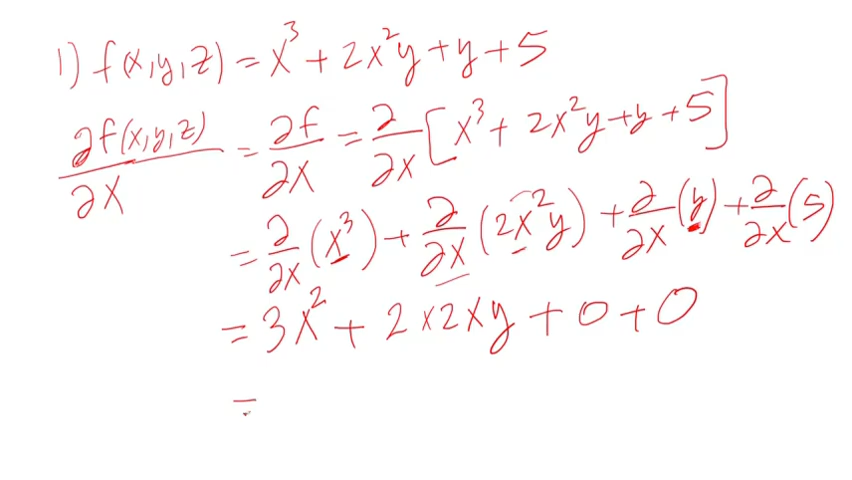 1) f(x,y,z) = x³ + 2x²y + y + 5
∂f(x,y,z)/∂x = ∂f/∂x = ∂/∂x [x³ + 2x²y + y + 5]
= ∂/∂x (x³) + ∂/∂x (2x²y) + ∂/∂x (y) + ∂/∂x (5)
= 3x² + 2×2xy + 0 + 0
=